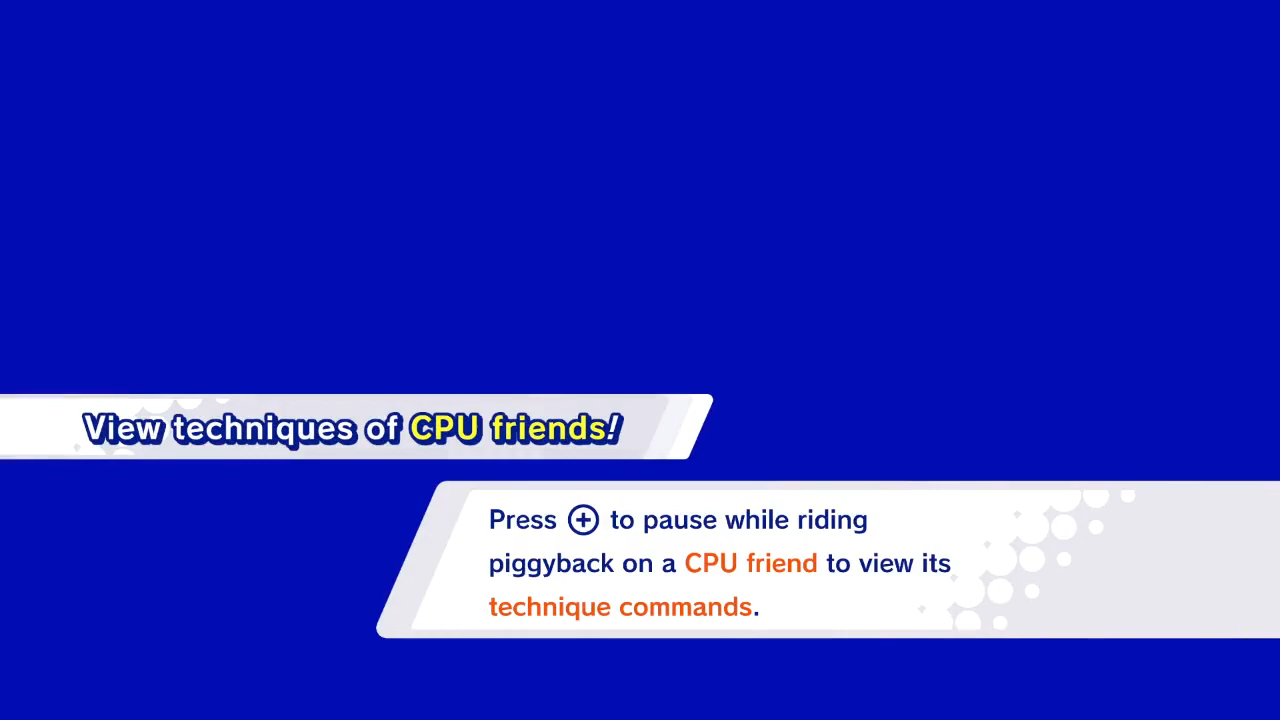 View techniques of CPU friends!
Press ⊕ to pause while riding
piggyback on a CPU friend to view its
technique commands.